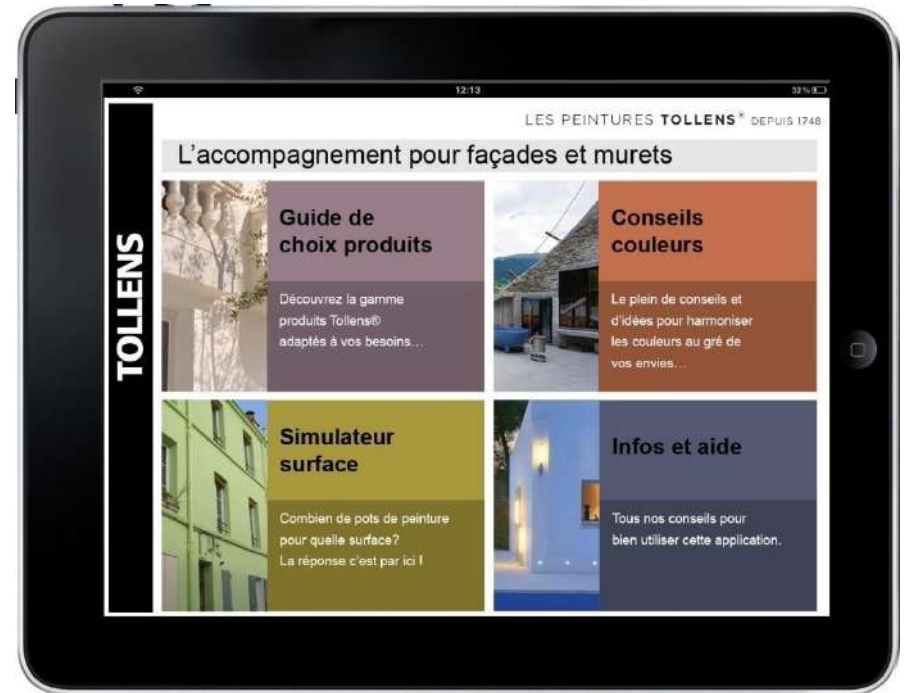 12:13
32 %
LES PEINTURES TOLLENS® DEPUIS 1748
L'accompagnement pour façades et murets
TOLLENS
Guide de
choix produits
Découvrez la gamme
produits Tollens®
adaptés à vos besoins...
Conseils
couleurs
Le plein de conseils et
d'idées pour harmoniser
les couleurs au gré de
vos envies...
Simulateur
surface
Combien de pots de peinture
pour quelle surface?
La réponse c'est par ici !
Infos et aide
Tous nos conseils pour
bien utiliser cette application.